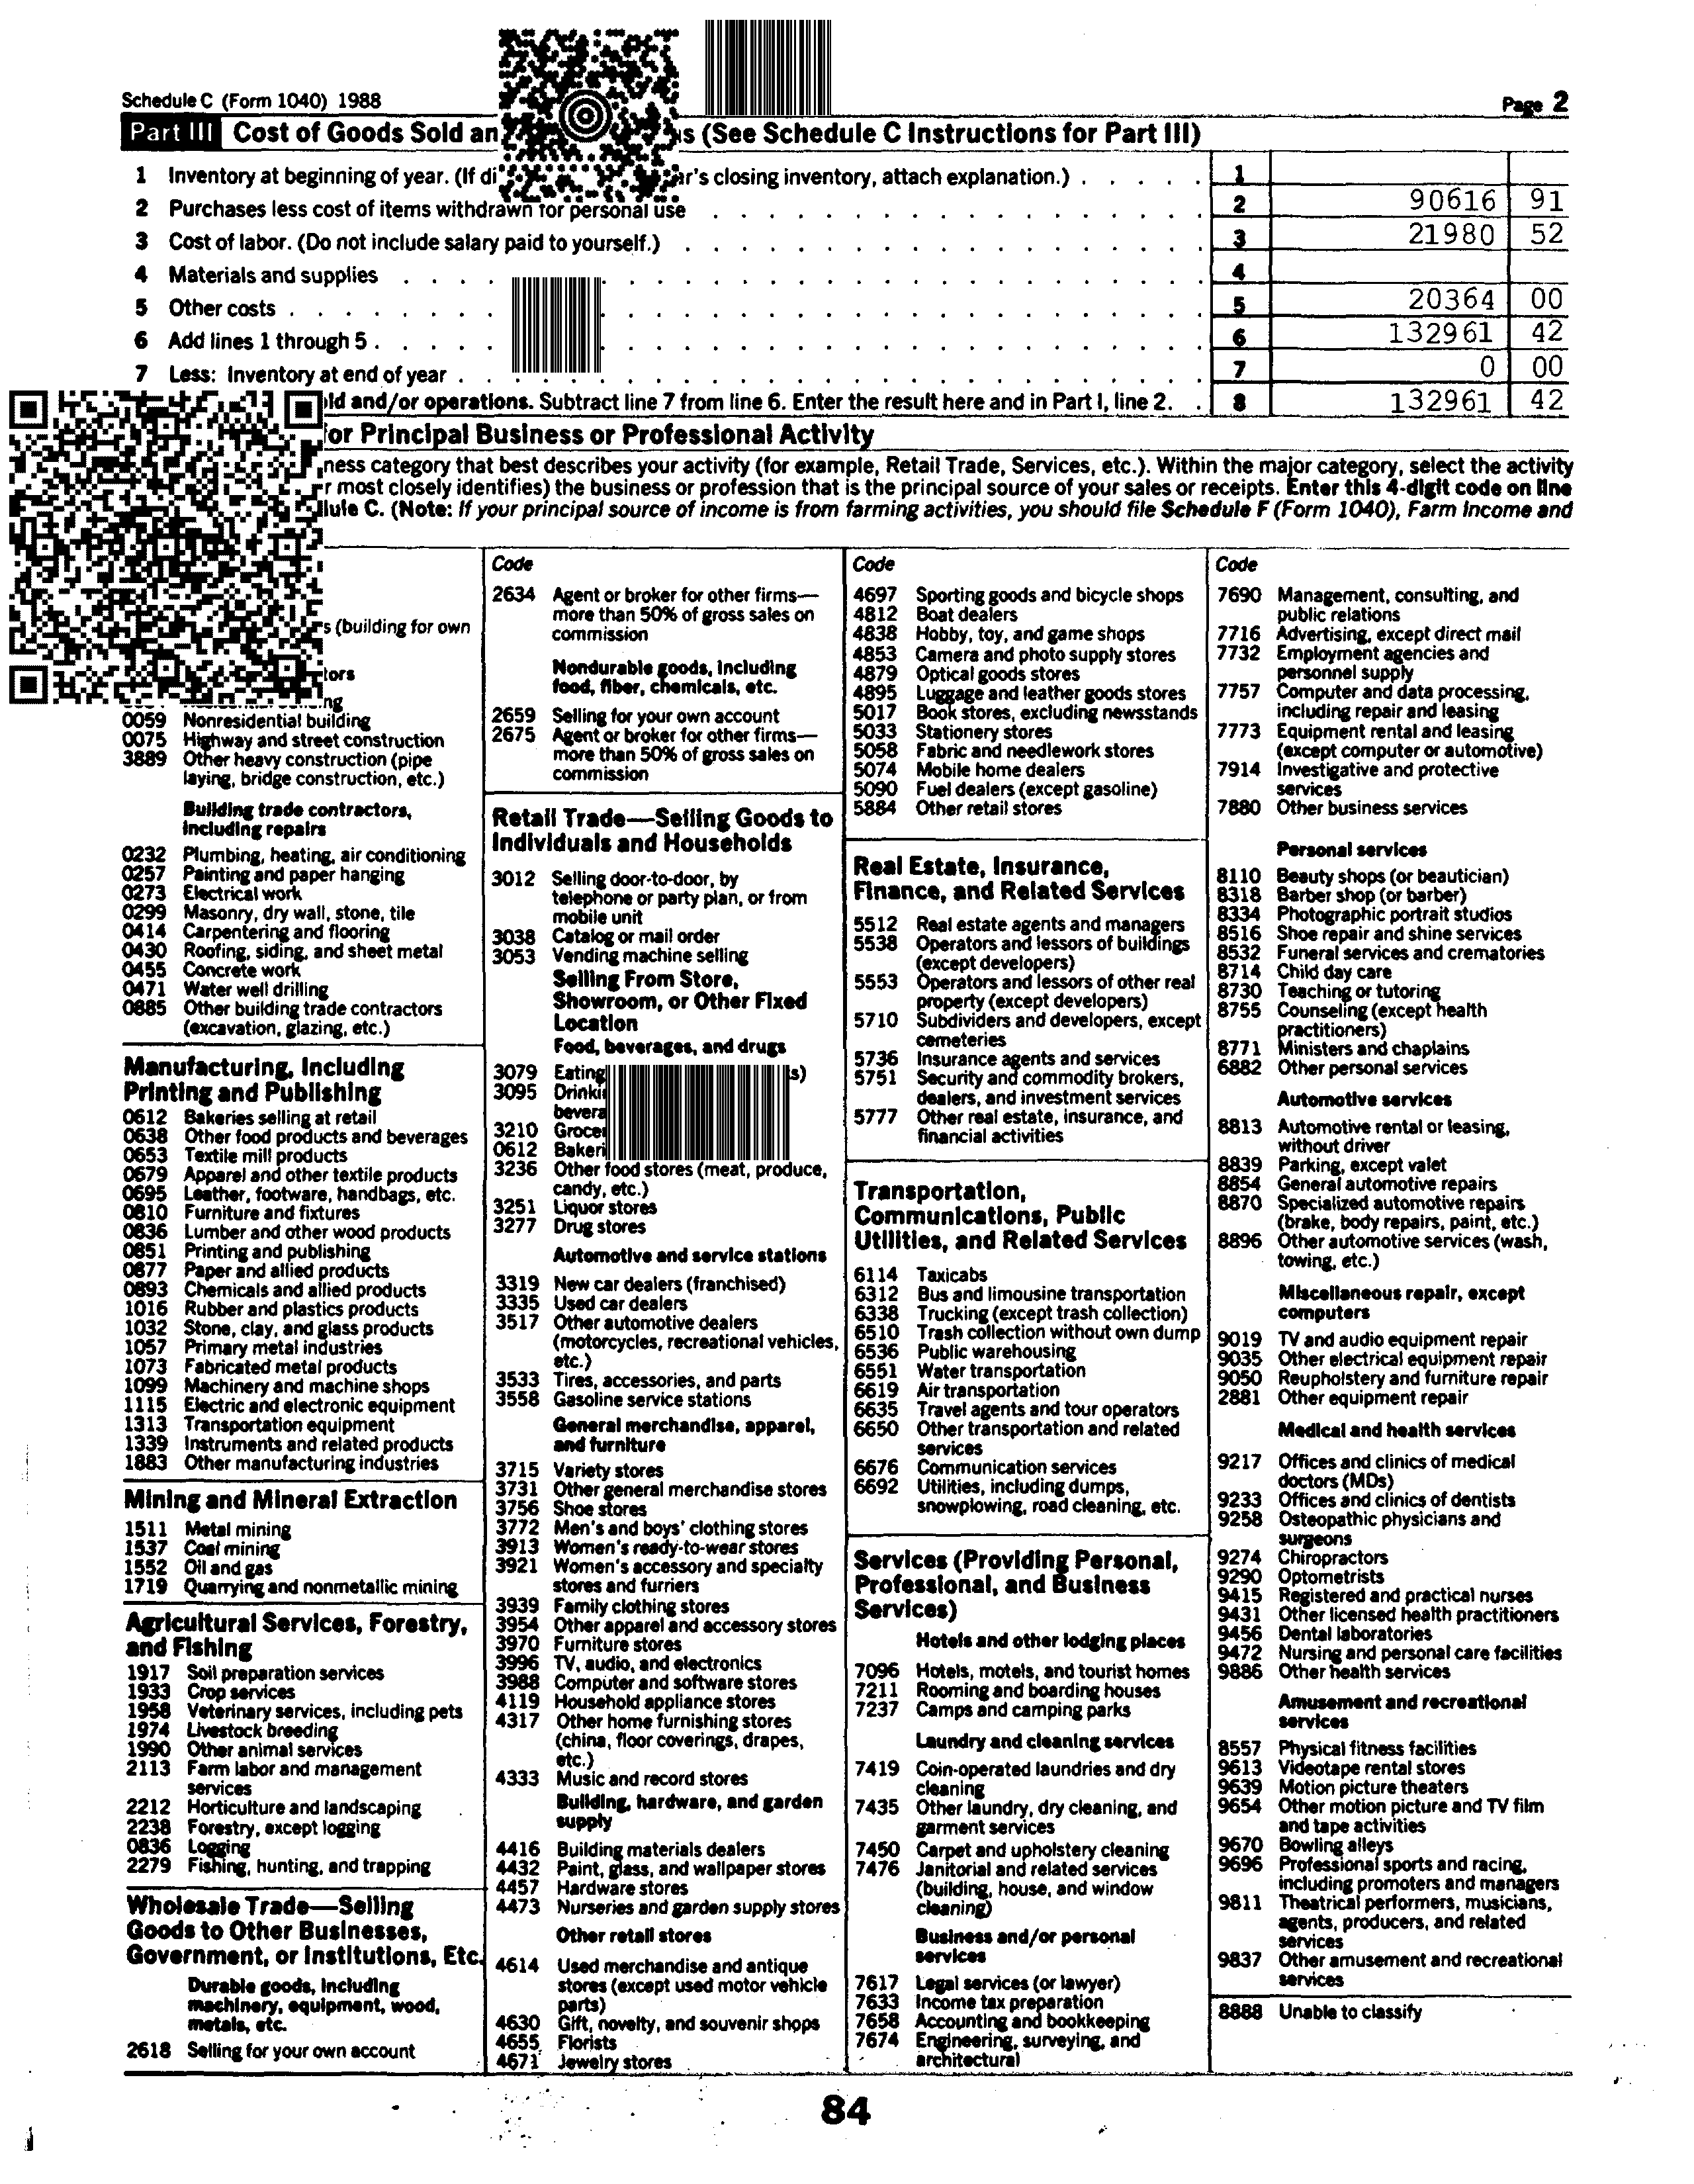 Schedule C (Form 1040) 1988
Page 2
Part III Cost of Goods Sold (See Schedule C Instructions for Part III)
1 Inventory at beginning of year. (If closing inventory, attach explanation.) . . . . . 1
2 Purchases less cost of items withdrawn for personal use 2 90616 91
3 Cost of labor. (Do not include salary paid to yourself.) 3 21980 52
4 Materials and supplies 4
5 Other costs 5 20364 00
6 Add lines 1 through 5 6 132961 42
7 Less: Inventory at end of year 7 0 00
and/or operations. Subtract line 7 from line 6. Enter the result here and in Part I, line 2. 8 132961 42
Principal Business or Professional Activity
category that best describes your activity (for example, Retail Trade, Services, etc.). Within the major category, select the activity
most closely identifies) the business or profession that is the principal source of your sales or receipts. Enter this 4-digit code on line
C. (Note: If your principal source of income is from farming activities, you should file Schedule F (Form 1040), Farm Income and
(building for own
0059 Nonresidential building
0075 Highway and street construction
3889 Other heavy construction (pipe
laying, bridge construction, etc.)
Building trade contractors,
including repairs
0232 Plumbing, heating, air conditioning
0257 Painting and paper hanging
0273 Electrical work
0299 Masonry, dry wall, stone, tile
0414 Carpentering and flooring
0430 Roofing, siding, and sheet metal
0455 Concrete work
0471 Water well drilling
0885 Other building trade contractors
(excavation, glazing, etc.)
Manufacturing, Including
Printing and Publishing
0612 Bakeries selling at retail
0638 Other food products and beverages
0653 Textile mill products
0679 Apparel and other textile products
0695 Leather, footware, handbags, etc.
0810 Furniture and fixtures
0836 Lumber and other wood products
0851 Printing and publishing
0877 Paper and allied products
0893 Chemicals and allied products
1016 Rubber and plastics products
1032 Stone, clay, and glass products
1057 Primary metal industries
1073 Fabricated metal products
1099 Machinery and machine shops
1115 Electric and electronic equipment
1313 Transportation equipment
1339 Instruments and related products
1883 Other manufacturing industries
Mining and Mineral Extraction
1511 Metal mining
1537 Coal mining
1552 Oil and gas
1719 Quarrying and nonmetallic mining
Agricultural Services, Forestry,
and Fishing
1917 Soil preparation services
1933 Crop services
1958 Veterinary services, including pets
1974 Livestock breeding
1990 Other animal services
2113 Farm labor and management
services
2212 Horticulture and landscaping
2238 Forestry, except logging
0836 Logging
2279 Fishing, hunting, and trapping
Wholesale Trade—Selling
Goods to Other Businesses,
Government, or Institutions, Etc.
Durable goods, including
machinery, equipment, wood,
metals, etc.
2618 Selling for your own account
Code
2634 Agent or broker for other firms—
more than 50% of gross sales on
commission
Nondurable goods, including
food, fiber, chemicals, etc.
2659 Selling for your own account
2675 Agent or broker for other firms—
more than 50% of gross sales on
commission
Retail Trade—Selling Goods to
Individuals and Households
3012 Selling door-to-door, by
telephone or party plan, or from
mobile unit
3038 Catalog or mail order
3053 Vending machine selling
Selling From Store,
Showroom, or Other Fixed
Location
Food, beverages, and drugs
3079 Eating
3095
3210
0612
3236 Other food stores (meat, produce,
candy, etc.)
3251 Liquor stores
3277 Drug stores
Automotive and service stations
3319 New car dealers (franchised)
3335 Used car dealers
3517 Other automotive dealers
(motorcycles, recreational vehicles,
etc.)
3533 Tires, accessories, and parts
3558 Gasoline service stations
General merchandise, apparel,
and furniture
3715 Variety stores
3731 Other general merchandise stores
3756 Shoe stores
3772 Men's and boys' clothing stores
3913 Women's ready-to-wear stores
3921 Women's accessory and specialty
stores and furriers
3939 Family clothing stores
3954 Other apparel and accessory stores
3970 Furniture stores
3996 TV, audio, and electronics
3988 Computer and software stores
4119 Household appliance stores
4317 Other home furnishing stores
(china, floor coverings, drapes,
etc.)
4333 Music and record stores
Building, hardware, and garden
supply
4416 Building materials dealers
4432 Paint, glass, and wallpaper stores
4457 Hardware stores
4473 Nurseries and garden supply stores
Other retail stores
4614 Used merchandise and antique
stores (except used motor vehicle
parts)
4630 Gift, novelty, and souvenir shops
4655 Florists
4671 Jewelry stores
Code
4697 Sporting goods and bicycle shops
4812 Boat dealers
4838 Hobby, toy, and game shops
4853 Camera and photo supply stores
4879 Optical goods stores
4895 Luggage and leather goods stores
5017 Book stores, excluding newsstands
5033 Stationery stores
5058 Fabric and needlework stores
5074 Mobile home dealers
5090 Fuel dealers (except gasoline)
5884 Other retail stores
Real Estate, Insurance,
Finance, and Related Services
5512 Real estate agents and managers
5538 Operators and lessors of buildings
(except developers)
5553 Operators and lessors of other real
property (except developers)
5710 Subdividers and developers, except
cemeteries
5736 Insurance agents and services
5751 Security and commodity brokers,
dealers, and investment services
5777 Other real estate, insurance, and
financial activities
Transportation,
Communications, Public
Utilities, and Related Services
6114 Taxicabs
6312 Bus and limousine transportation
6338 Trucking (except trash collection)
6510 Trash collection without own dump
6536 Public warehousing
6551 Water transportation
6619 Air transportation
6635 Travel agents and tour operators
6650 Other transportation and related
services
6676 Communication services
6692 Utilities, including dumps,
snowplowing, road cleaning, etc.
Services (Providing Personal,
Professional, and Business
Services)
Hotels and other lodging places
7096 Hotels, motels, and tourist homes
7211 Rooming and boarding houses
7237 Camps and camping parks
Laundry and cleaning services
7419 Coin-operated laundries and dry
cleaning
7435 Other laundry, dry cleaning, and
garment services
7450 Carpet and upholstery cleaning
7476 Janitorial and related services
(building, house, and window
cleaning)
Business and/or personal
services
7617 Legal services (or lawyer)
7633 Income tax preparation
7658 Accounting and bookkeeping
7674 Engineering, surveying, and
architectural
Code
7690 Management, consulting, and
public relations
7716 Advertising, except direct mail
7732 Employment agencies and
personnel supply
7757 Computer and data processing,
including repair and leasing
7773 Equipment rental and leasing
(except computer or automotive)
7914 Investigative and protective
services
7880 Other business services
Personal services
8110 Beauty shops (or beautician)
8318 Barber shop (or barber)
8334 Photographic portrait studios
8516 Shoe repair and shine services
8532 Funeral services and crematories
8714 Child day care
8730 Teaching or tutoring
8755 Counseling (except health
practitioners)
8771 Ministers and chaplains
6882 Other personal services
Automotive services
8813 Automotive rental or leasing,
without driver
8839 Parking, except valet
8854 General automotive repairs
8870 Specialized automotive repairs
(brake, body repairs, paint, etc.)
8896 Other automotive services (wash,
towing, etc.)
Miscellaneous repair, except
computers
9019 TV and audio equipment repair
9035 Other electrical equipment repair
9050 Reupholstery and furniture repair
2881 Other equipment repair
Medical and health services
9217 Offices and clinics of medical
doctors (MDs)
9233 Offices and clinics of dentists
9258 Osteopathic physicians and
surgeons
9274 Chiropractors
9290 Optometrists
9415 Registered and practical nurses
9431 Other licensed health practitioners
9456 Dental laboratories
9472 Nursing and personal care facilities
9886 Other health services
Amusement and recreational
services
8557 Physical fitness facilities
9613 Videotape rental stores
9639 Motion picture theaters
9654 Other motion picture and TV film
and tape activities
9670 Bowling alleys
9696 Professional sports and racing,
including promoters and managers
9811 Theatrical performers, musicians,
agents, producers, and related
services
9837 Other amusement and recreational
services
8888 Unable to classify
84